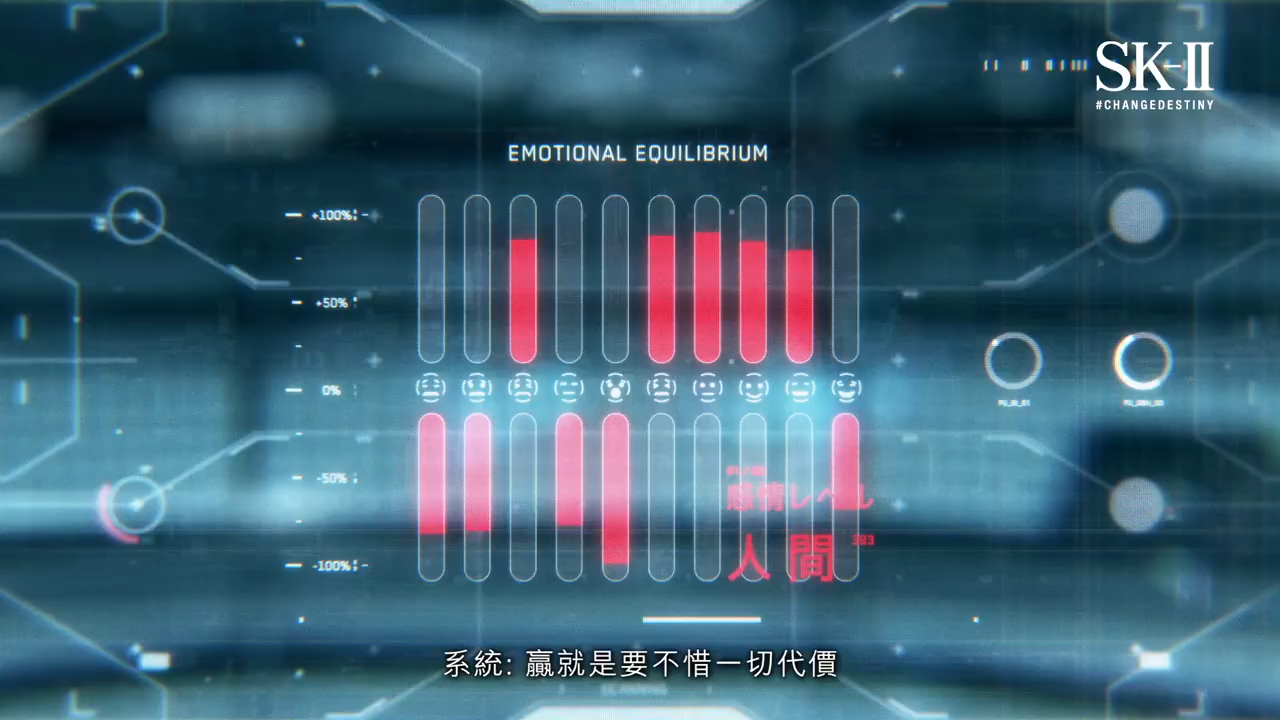 SK-II
#CHANGEDESTINY
EMOTIONAL EQUILIBRIUM
+100%
+50%
0%
-50%
-100%
感情レベル
人間
393
系統: 贏就是要不惜一切代價